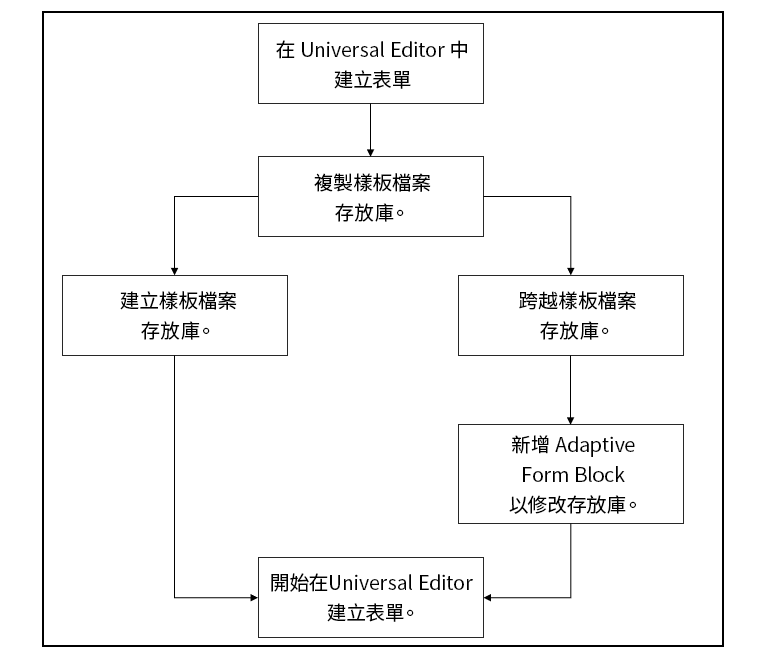 在 Universal Editor 中
建立表單
複製樣板檔案
存放庫。
建立樣板檔案
存放庫。
跨越樣板檔案
存放庫。
新增 Adaptive
Form Block
以修改存放庫。
開始在Universal Editor
建立表單。